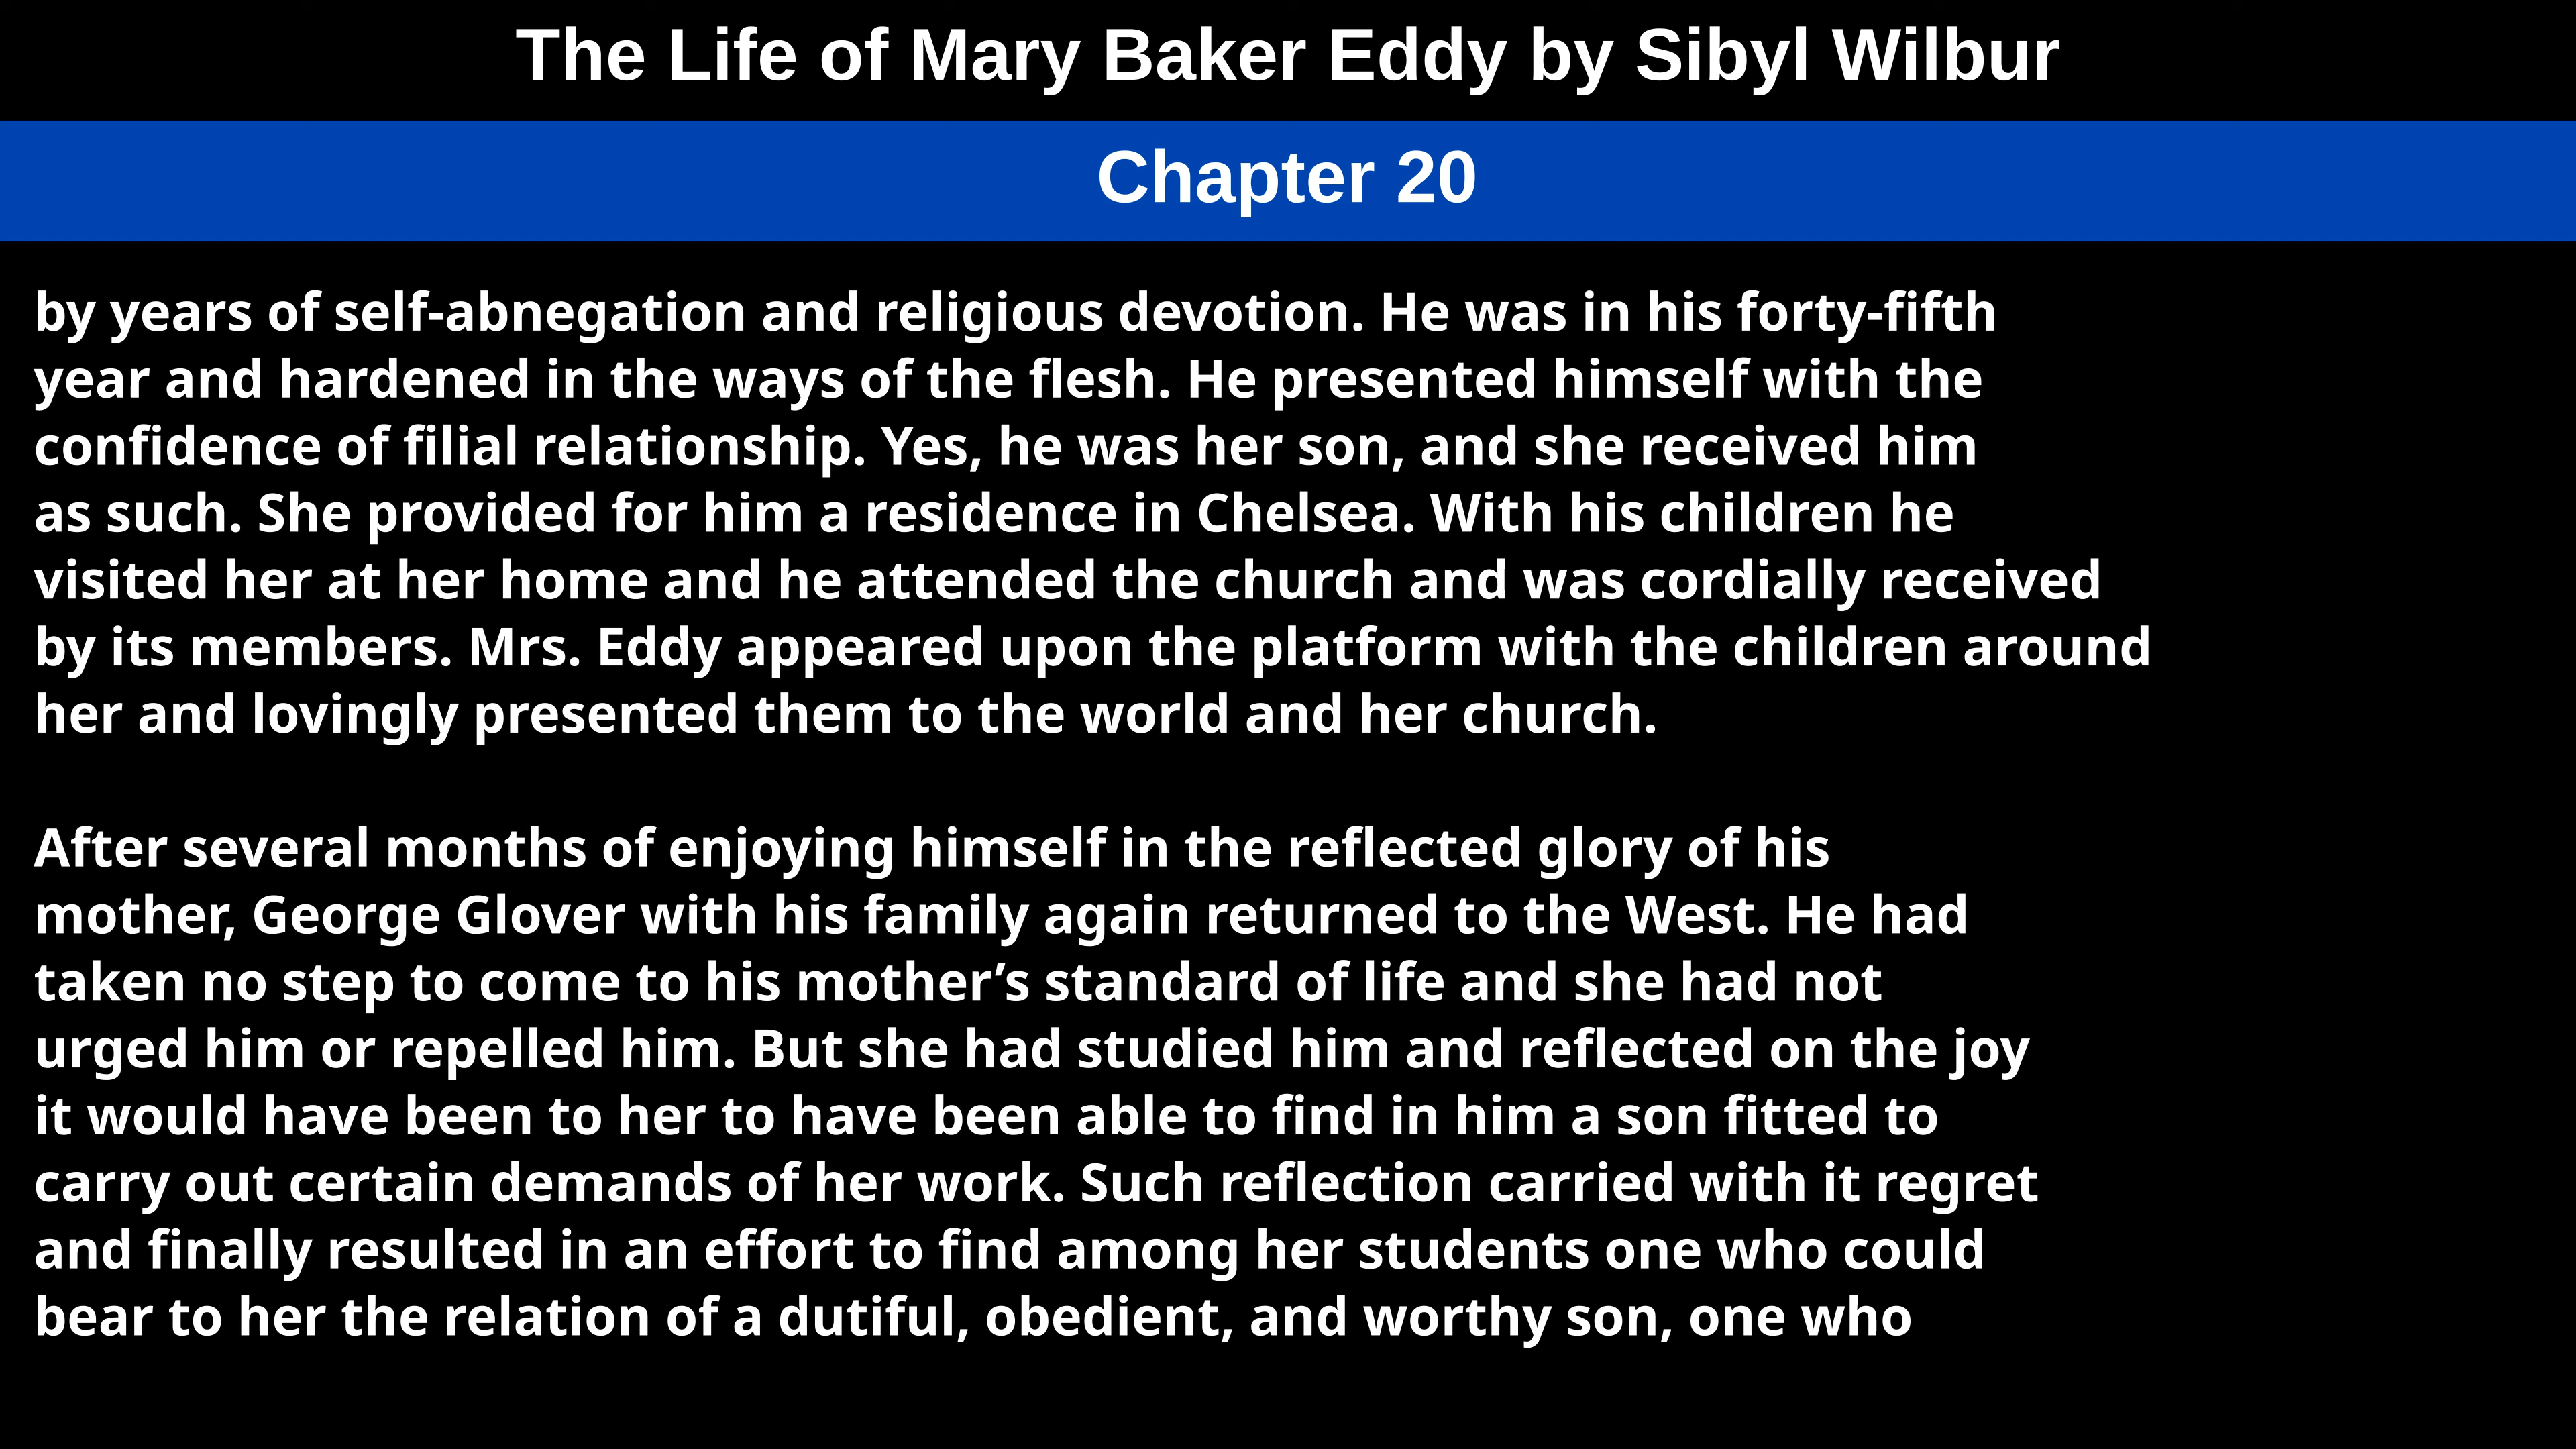 The Life of Mary Baker Eddy by Sibyl Wilbur
Chapter 20
by years of self-abnegation and religious devotion. He was in his forty-fifth
year and hardened in the ways of the flesh. He presented himself with the
confidence of filial relationship. Yes, he was her son, and she received him
as such. She provided for him a residence in Chelsea. With his children he
visited her at her home and he attended the church and was cordially received
by its members. Mrs. Eddy appeared upon the platform with the children around
her and lovingly presented them to the world and her church.
After several months of enjoying himself in the reflected glory of his
mother, George Glover with his family again returned to the West. He had
taken no step to come to his mother’s standard of life and she had not
urged him or repelled him. But she had studied him and reflected on the joy
it would have been to her to have been able to find in him a son fitted to
carry out certain demands of her work. Such reflection carried with it regret
and finally resulted in an effort to find among her students one who could
bear to her the relation of a dutiful, obedient, and worthy son, one who